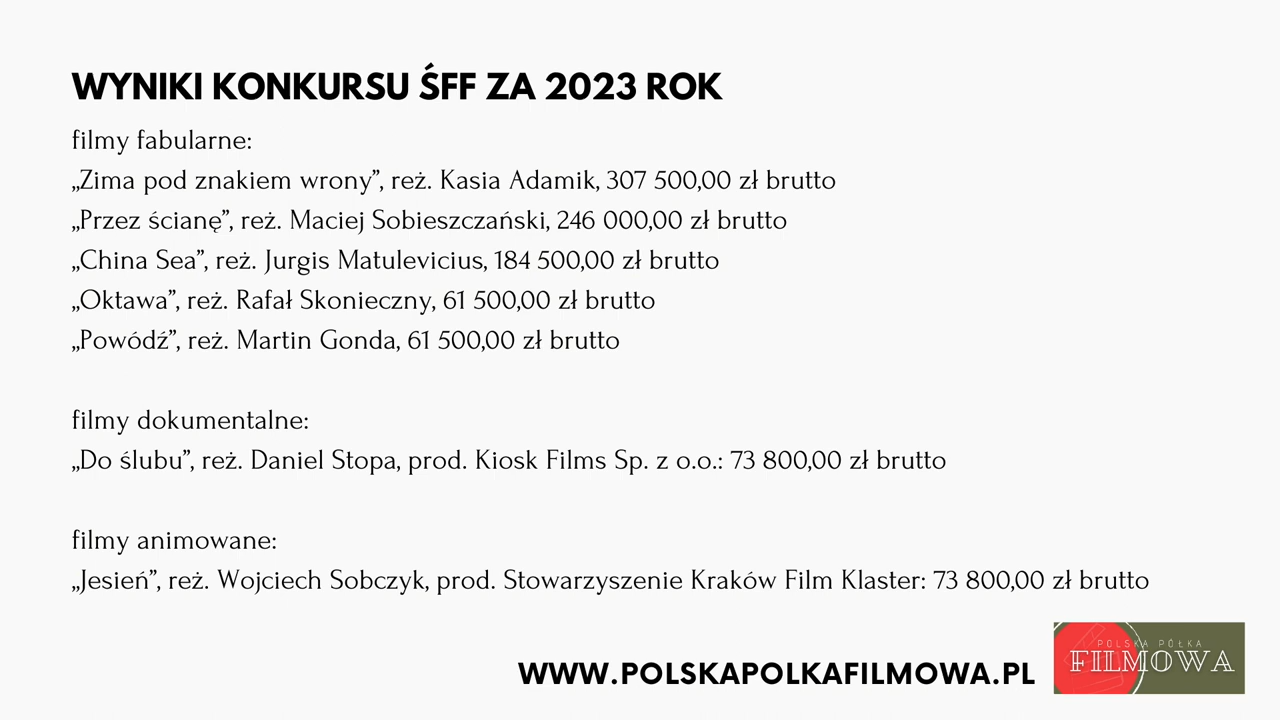 WYNIKI KONKURSU ŚFF ZA 2023 ROK
filmy fabularne:
„Zima pod znakiem wrony”, reż. Kasia Adamik, 307 500,00 zł brutto
„Przez ścianę”, reż. Maciej Sobieszczański, 246 000,00 zł brutto
„China Sea”, reż. Jurgis Matulevicius, 184 500,00 zł brutto
„Oktawa”, reż. Rafał Skonieczny, 61 500,00 zł brutto
„Powódź”, reż. Martin Gonda, 61 500,00 zł brutto
filmy dokumentalne:
„Do ślubu”, reż. Daniel Stopa, prod. Kiosk Films Sp. z o.o.: 73 800,00 zł brutto
filmy animowane:
„Jesień”, reż. Wojciech Sobczyk, prod. Stowarzyszenie Kraków Film Klaster: 73 800,00 zł brutto
WWW.POLSKAPOLKAFILMOWA.PL
POLSKA PÓŁKA
FILMOWA